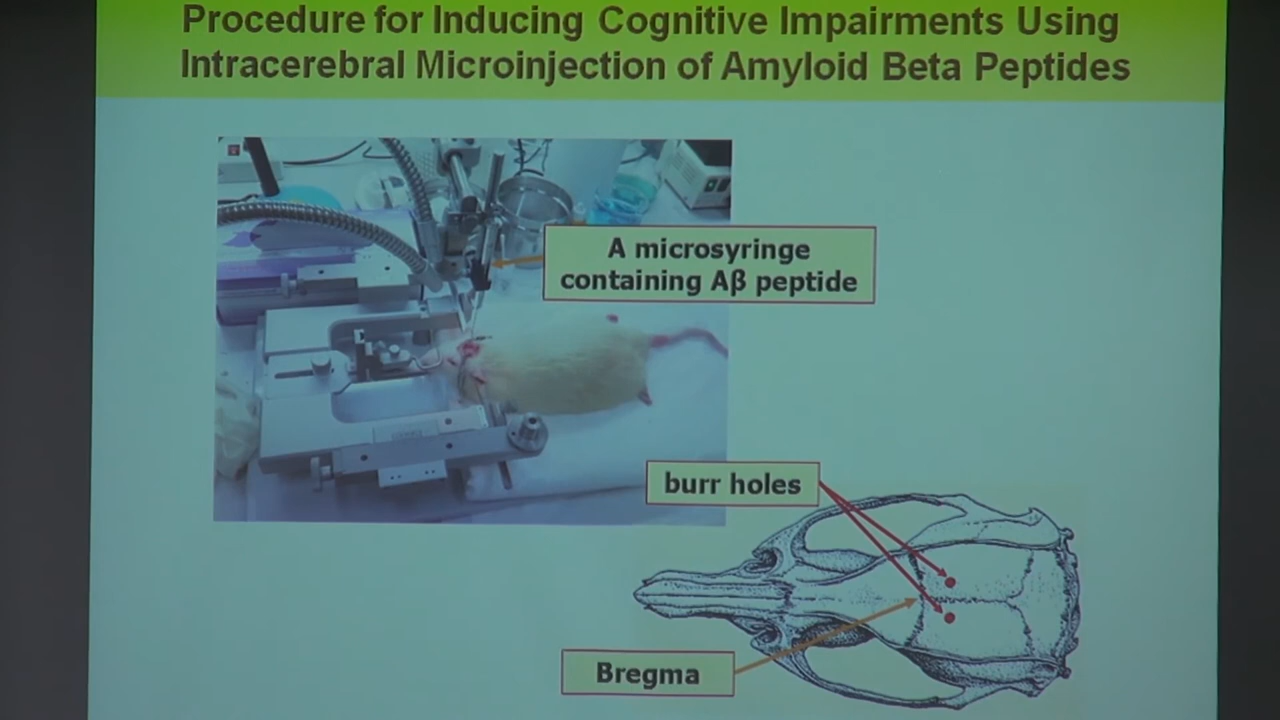 Procedure for Inducing Cognitive Impairments Using
Intracerebral Microinjection of Amyloid Beta Peptides
A microsyringe
containing Aβ peptide
burr holes
Bregma